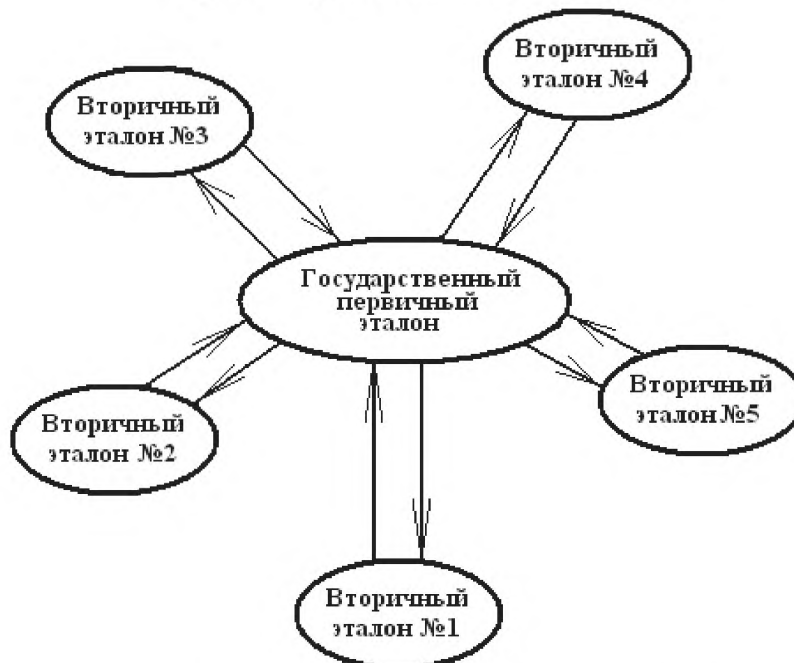 Вторичный
эталон №4
Вторичный
эталон №3
Государственный
первичный
эталон
Вторичный
эталон №5
Вторичный
эталон №2
Вторичный
эталон №1